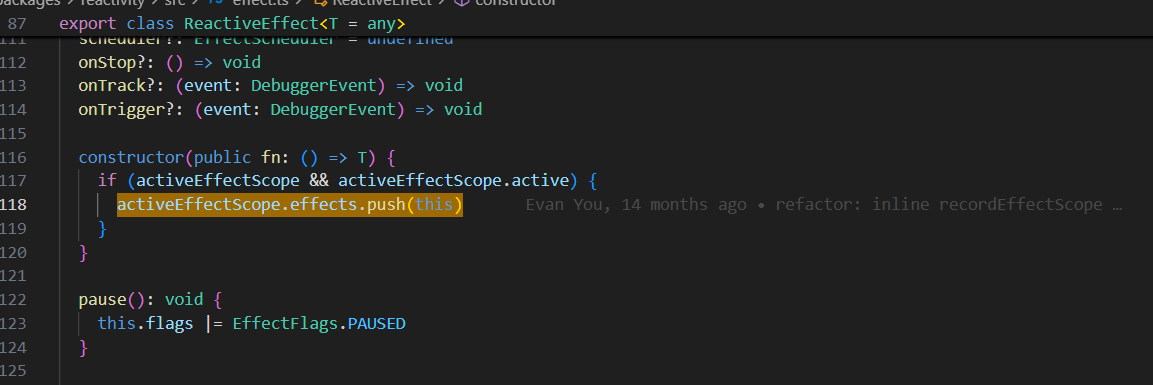 packages > reactivity > src > TS effect.ts > ReactiveEffect > constructor
87 export class ReactiveEffect<T = any>
111 scheduler?: EffectScheduler = undefined
112 onStop?: () => void
113 onTrack?: (event: DebuggerEvent) => void
114 onTrigger?: (event: DebuggerEvent) => void
115
116 constructor(public fn: () => T) {
117 if (activeEffectScope && activeEffectScope.active) {
118 activeEffectScope.effects.push(this) Evan You, 14 months ago • refactor: inline recordEffectScope …
119 }
120 }
121
122 pause(): void {
123 this.flags |= EffectFlags.PAUSED
124 }
125